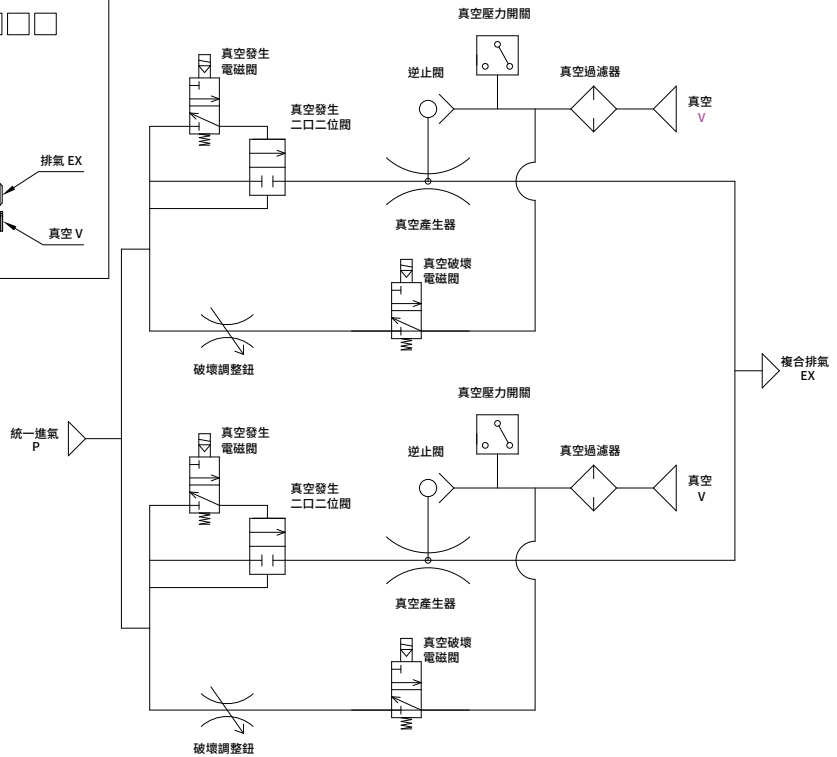 排氣 EX
真空 V
真空發生
電磁閥
真空發生
二口二位閥
真空壓力開關
逆止閥
真空過濾器
真空
V
真空產生器
真空破壞
電磁閥
破壞調整鈕
複合排氣
EX
統一進氣
P
真空發生
電磁閥
真空發生
二口二位閥
真空壓力開關
逆止閥
真空過濾器
真空
V
真空產生器
真空破壞
電磁閥
破壞調整鈕